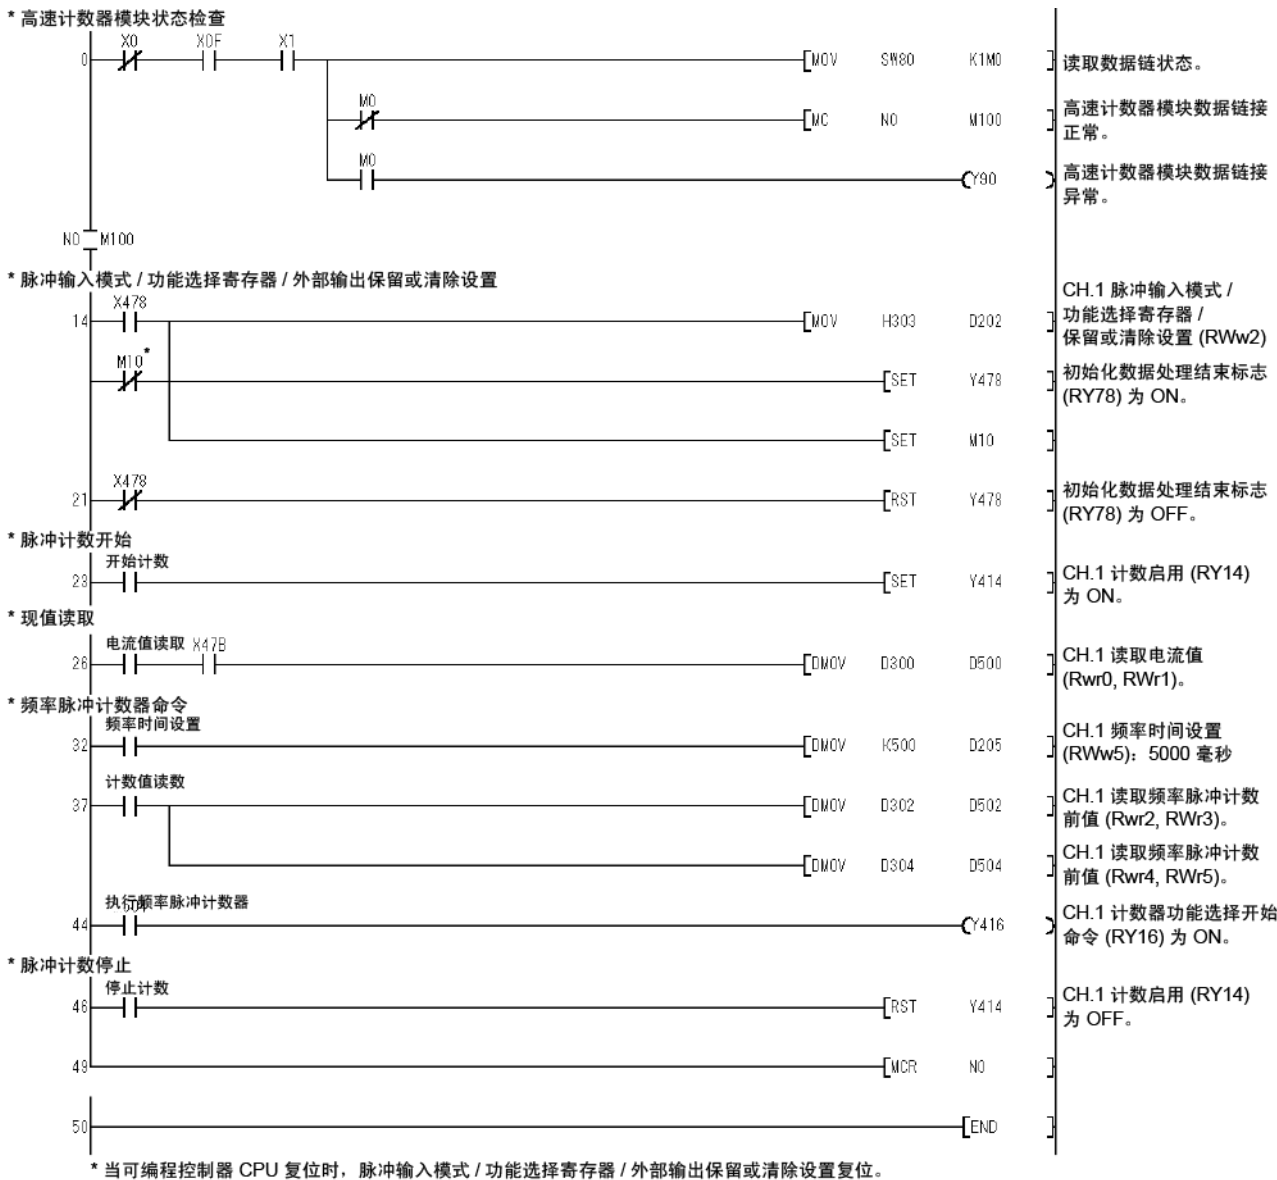 * 高速计数器模块状态检查
X0 X0F X1
0 MOV SW80 K1M0 读取数据链状态。
M0
MC N0 M100 高速计数器模块数据链接
正常。
M0
Y90 高速计数器模块数据链接
异常。
N0 M100
* 脉冲输入模式 / 功能选择寄存器 / 外部输出保留或清除设置
X478
14 MOV H303 D202 CH.1 脉冲输入模式 /
功能选择寄存器 /
保留或清除设置 (RWw2)
M10*
SET Y478 初始化数据处理结束标志
(RY78) 为 ON。
SET M10
X478
21 RST Y478 初始化数据处理结束标志
(RY78) 为 OFF。
* 脉冲计数开始
开始计数
23 SET Y414 CH.1 计数启用 (RY14)
为 ON。
* 现值读取
电流值读取 X47B
26 DMOV D300 D500 CH.1 读取电流值
(Rwr0, RWr1)。
* 频率脉冲计数器命令
频率时间设置
32 DMOV K500 D205 CH.1 频率时间设置
(RWw5)：5000 毫秒
计数值读数
37 DMOV D302 D502 CH.1 读取频率脉冲计数
前值 (Rwr2, RWr3)。
DMOV D304 D504 CH.1 读取频率脉冲计数
前值 (Rwr4, RWr5)。
执行频率脉冲计数器
44 Y416 CH.1 计数器功能选择开始
命令 (RY16) 为 ON。
* 脉冲计数停止
停止计数
46 RST Y414 CH.1 计数启用 (RY14)
为 OFF。
49 MCR N0
50 END
* 当可编程控制器 CPU 复位时，脉冲输入模式 / 功能选择寄存器 / 外部输出保留或清除设置复位。